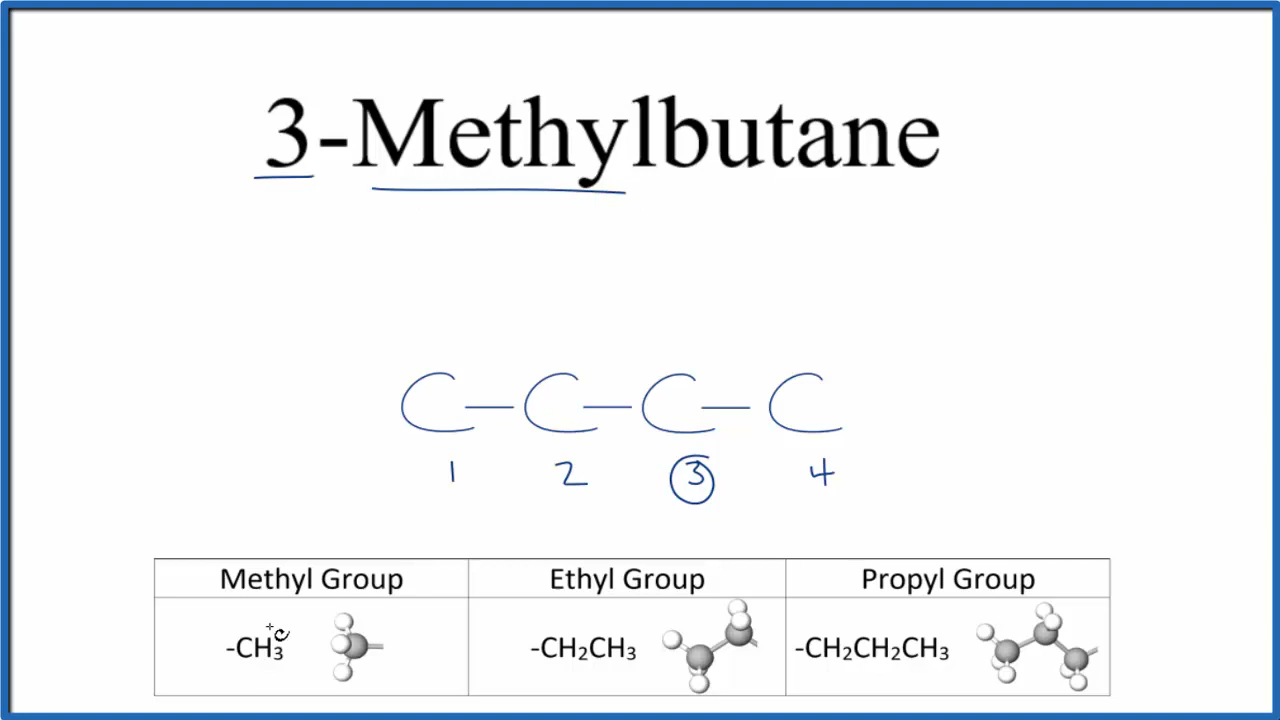 3-Methylbutane
C-C-C-C
1 2 3 4
Methyl Group Ethyl Group Propyl Group
-CH₃ -CH₂CH₃ -CH₂CH₂CH₃